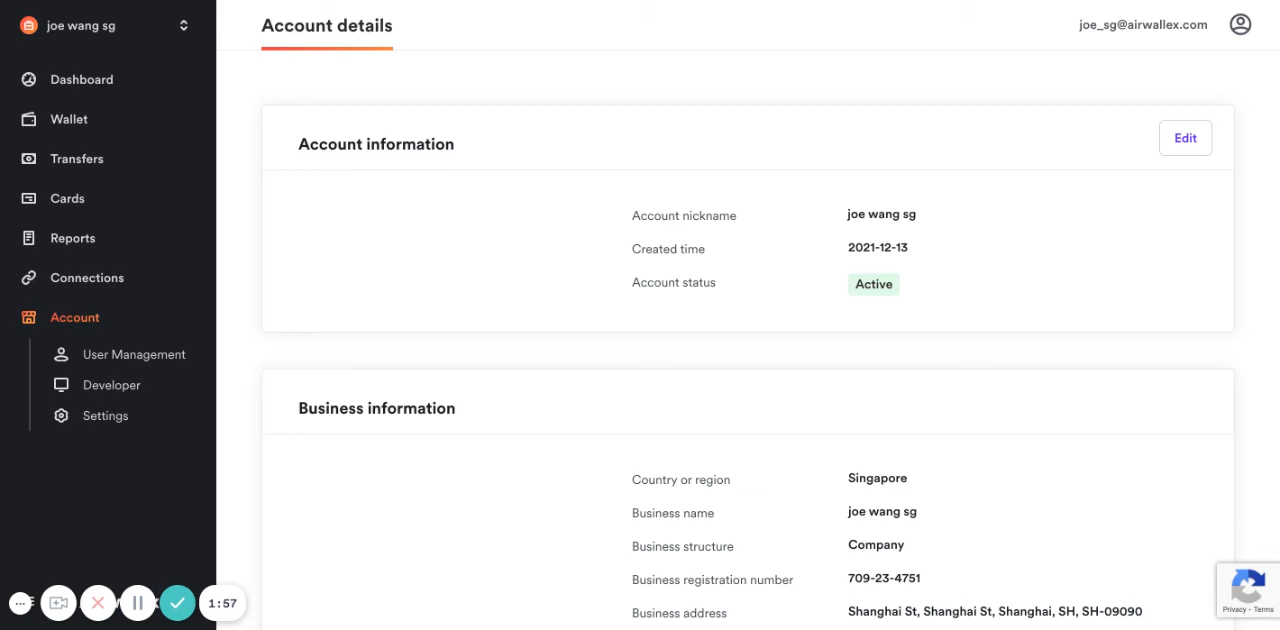 joe wang sg
Account details
joe_sg@airwallex.com
Dashboard
Wallet
Transfers
Cards
Reports
Connections
Account
User Management
Developer
Settings
Account information
Edit
Account nickname joe wang sg
Created time 2021-12-13
Account status Active
Business information
Country or region Singapore
Business name joe wang sg
Business structure Company
Business registration number 709-23-4751
Business address Shanghai St, Shanghai St, Shanghai, SH, SH-09090
1:57
Privacy - Terms